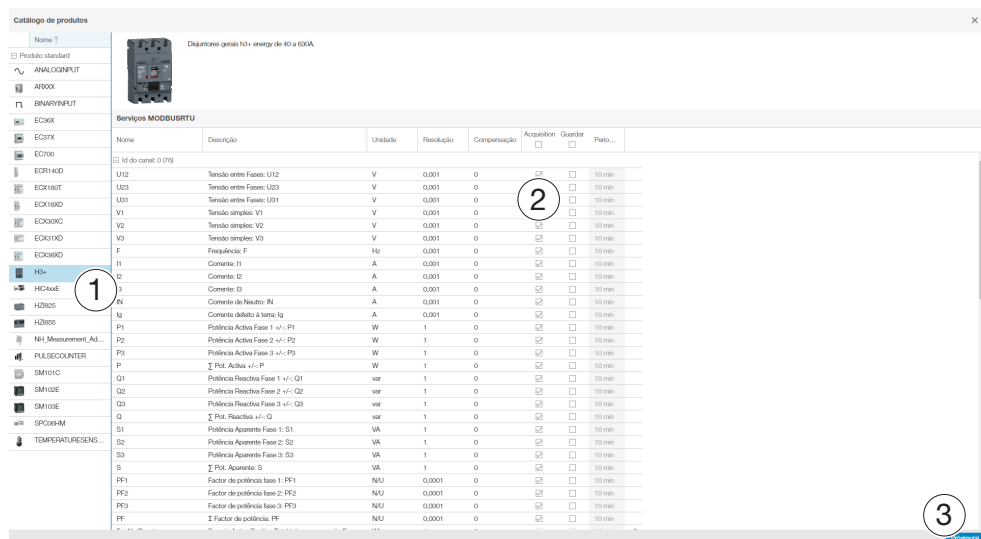 Catálogo de produtos ×
Nome ↑
Produto standard
ANALOGINPUT
ARXXX
BINARYINPUT
EC36X
EC37X
EC700
ECR140D
ECX180T
ECX18XD
ECX30XC
ECX31XD
ECX38XD
H3+
HIC4xxE
HZI825
HZI855
NH_Measurement_Ad...
PULSECOUNTER
SM101C
SM102E
SM103E
SPC06HM
TEMPERATURESENS...
1
Disjuntores gerais h3+ energy de 40 a 630A.
Serviços MODBUSRTU
Nome Descrição Unidade Resolução Compensação Acquisition Guardar Perio...
Id do canal: 0 (76)
U12 Tensão entre Fases: U12 V 0,001 0 10 min
U23 Tensão entre Fases: U23 V 0,001 0 10 min
U31 Tensão entre Fases: U31 V 0,001 0 10 min
2
V1 Tensão simples: V1 V 0,001 0 10 min
V2 Tensão simples: V2 V 0,001 0 10 min
V3 Tensão simples: V3 V 0,001 0 10 min
F Frequência: F Hz 0,001 0 10 min
I1 Corrente: I1 A 0,001 0 10 min
I2 Corrente: I2 A 0,001 0 10 min
I3 Corrente: I3 A 0,001 0 10 min
IN Corrente de Neutro: IN A 0,001 0 10 min
Ig Corrente defeito à terra: Ig A 0,001 0 10 min
P1 Potência Activa Fase 1 +/-: P1 W 1 0 10 min
P2 Potência Activa Fase 2 +/-: P2 W 1 0 10 min
P3 Potência Activa Fase 3 +/-: P3 W 1 0 10 min
P ∑ Pot. Activa +/-: P W 1 0 10 min
Q1 Potência Reactiva Fase 1 +/-: Q1 var 1 0 10 min
Q2 Potência Reactiva Fase 2 +/-: Q2 var 1 0 10 min
Q3 Potência Reactiva Fase 3 +/-: Q3 var 1 0 10 min
Q ∑ Pot. Reactiva +/-: Q var 1 0 10 min
S1 Potência Aparente Fase 1: S1 VA 1 0 10 min
S2 Potência Aparente Fase 2: S2 VA 1 0 10 min
S3 Potência Aparente Fase 3: S3 VA 1 0 10 min
S ∑ Pot. Aparente: S VA 1 0 10 min
PF1 Factor de potência fase 1: PF1 N/U 0,0001 0 10 min
PF2 Factor de potência fase 2: PF2 N/U 0,0001 0 10 min
PF3 Factor de potência fase 3: PF3 N/U 0,0001 0 10 min
PF Σ Factor de potência: PF N/U 0,0001 0 10 min
3